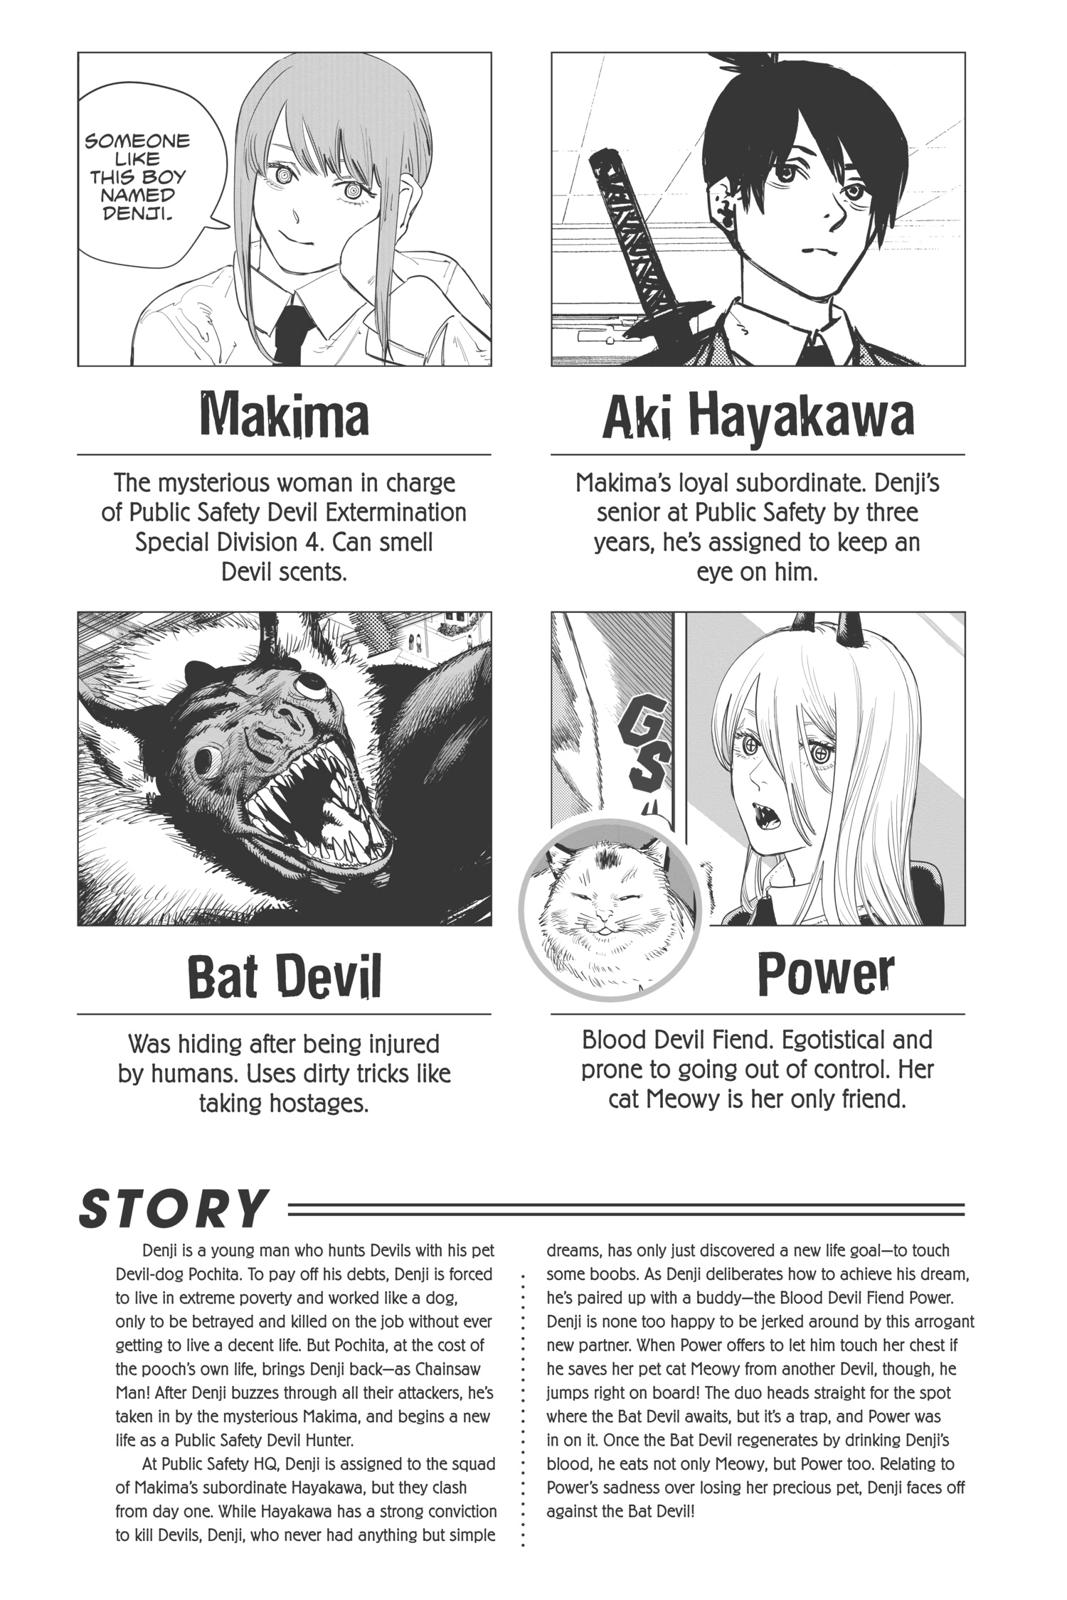 SOMEONE
LIKE
THIS BOY
NAMED
DENJI.
Makima
The mysterious woman in charge
of Public Safety Devil Extermination
Special Division 4. Can smell
Devil scents.
Aki Hayakawa
Makima's loyal subordinate. Denji's
senior at Public Safety by three
years, he's assigned to keep an
eye on him.
Bat Devil
Was hiding after being injured
by humans. Uses dirty tricks like
taking hostages.
GS
Power
Blood Devil Fiend. Egotistical and
prone to going out of control. Her
cat Meowy is her only friend.
STORY
Denji is a young man who hunts Devils with his pet
Devil-dog Pochita. To pay off his debts, Denji is forced
to live in extreme poverty and worked like a dog,
only to be betrayed and killed on the job without ever
getting to live a decent life. But Pochita, at the cost of
the pooch's own life, brings Denji back—as Chainsaw
Man! After Denji buzzes through all their attackers, he's
taken in by the mysterious Makima, and begins a new
life as a Public Safety Devil Hunter.
At Public Safety HQ, Denji is assigned to the squad
of Makima's subordinate Hayakawa, but they clash
from day one. While Hayakawa has a strong conviction
to kill Devils, Denji, who never had anything but simple
dreams, has only just discovered a new life goal—to touch
some boobs. As Denji deliberates how to achieve his dream,
he's paired up with a buddy—the Blood Devil Fiend Power.
Denji is none too happy to be jerked around by this arrogant
new partner. When Power offers to let him touch her chest if
he saves her pet cat Meowy from another Devil, though, he
jumps right on board! The duo heads straight for the spot
where the Bat Devil awaits, but it's a trap, and Power was
in on it. Once the Bat Devil regenerates by drinking Denji's
blood, he eats not only Meowy, but Power too. Relating to
Power's sadness over losing her precious pet, Denji faces off
against the Bat Devil!